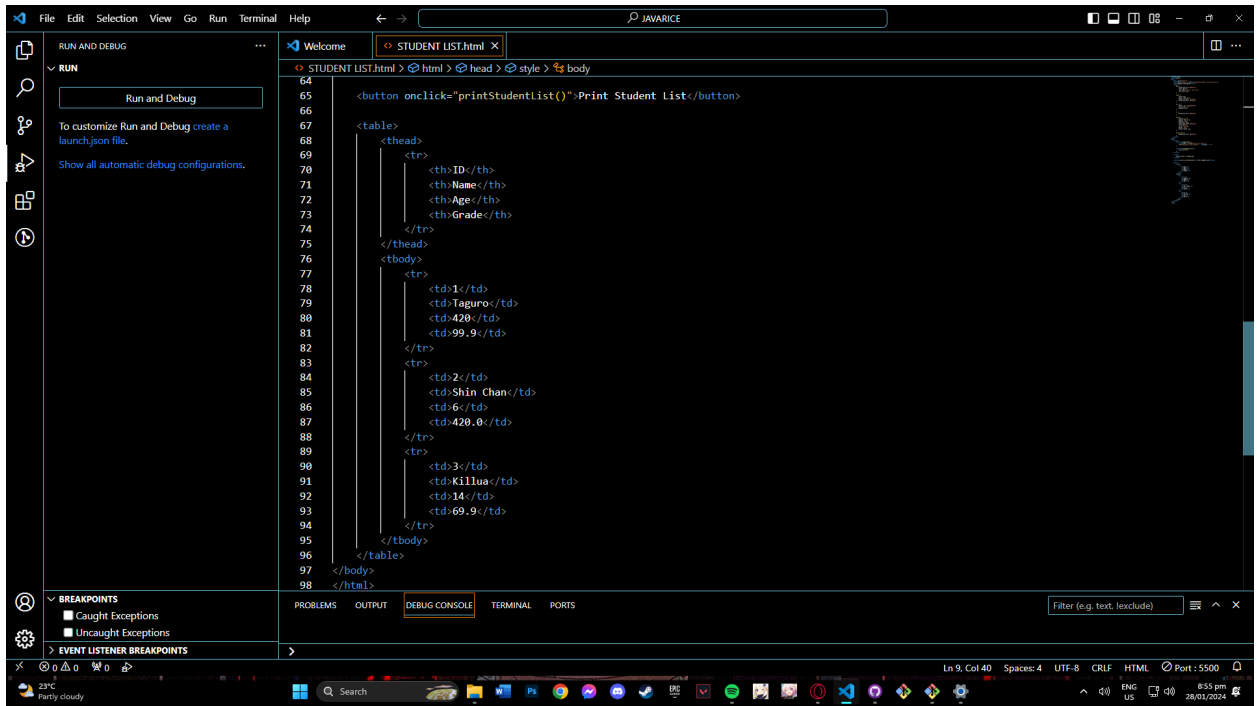 File Edit Selection View Go Run Terminal Help
JAVARICE
RUN AND DEBUG
RUN
Run and Debug
To customize Run and Debug create a
launch.json file.
Show all automatic debug configurations.
Welcome
STUDENT LIST.html
STUDENT LIST.html > html > head > style > body
64
65 <button onclick="printStudentList()">Print Student List</button>
66
67 <table>
68 <thead>
69 <tr>
70 <th>ID</th>
71 <th>Name</th>
72 <th>Age</th>
73 <th>Grade</th>
74 </tr>
75 </thead>
76 <tbody>
77 <tr>
78 <td>1</td>
79 <td>Taguro</td>
80 <td>420</td>
81 <td>99.9</td>
82 </tr>
83 <tr>
84 <td>2</td>
85 <td>Shin Chan</td>
86 <td>6</td>
87 <td>420.0</td>
88 </tr>
89 <tr>
90 <td>3</td>
91 <td>Killua</td>
92 <td>14</td>
93 <td>69.9</td>
94 </tr>
95 </tbody>
96 </table>
97 </body>
98 </html>
BREAKPOINTS
Caught Exceptions
Uncaught Exceptions
EVENT LISTENER BREAKPOINTS
PROBLEMS OUTPUT DEBUG CONSOLE TERMINAL PORTS
Filter (e.g. text, !exclude)
0 0 0
Ln 9, Col 40 Spaces: 4 UTF-8 CRLF HTML Port : 5500
23°C
Partly cloudy
Search
Ps
EPIC
ENG
US
8:55 pm
28/01/2024